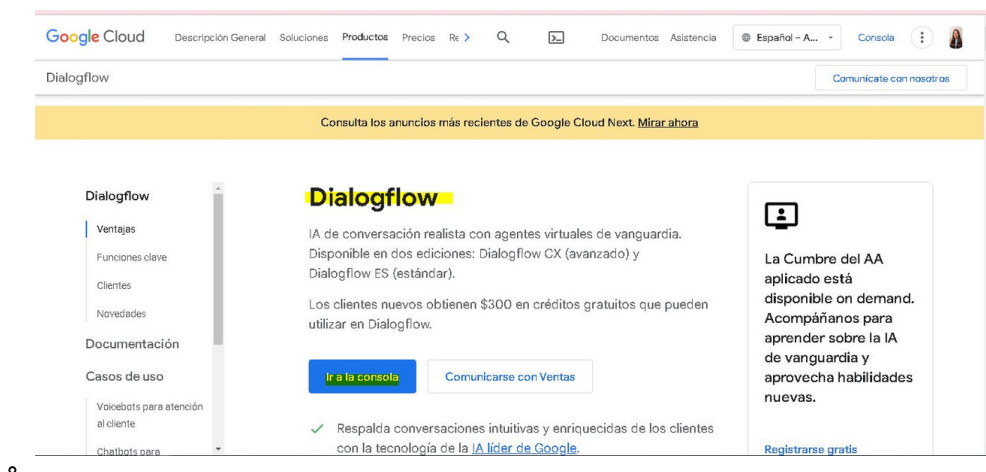 Google Cloud
Descripción General Soluciones Productos Precios Re
Documentos Asistencia
Español – A...
Consola
Dialogflow
Comunícate con nosotros
Consulta los anuncios más recientes de Google Cloud Next. Mirar ahora
Dialogflow
Ventajas
Funciones clave
Clientes
Novedades
Documentación
Casos de uso
Voicebots para atención
al cliente
Chatbots para
Dialogflow
IA de conversación realista con agentes virtuales de vanguardia.
Disponible en dos ediciones: Dialogflow CX (avanzado) y
Dialogflow ES (estándar).
Los clientes nuevos obtienen $300 en créditos gratuitos que pueden
utilizar en Dialogflow.
Ir a la consola
Comunicarse con Ventas
Respalda conversaciones intuitivas y enriquecidas de los clientes
con la tecnología de la IA líder de Google.
La Cumbre del AA
aplicado está
disponible on demand.
Acompáñanos para
aprender sobre la IA
de vanguardia y
aprovecha habilidades
nuevas.
Registrarse gratis